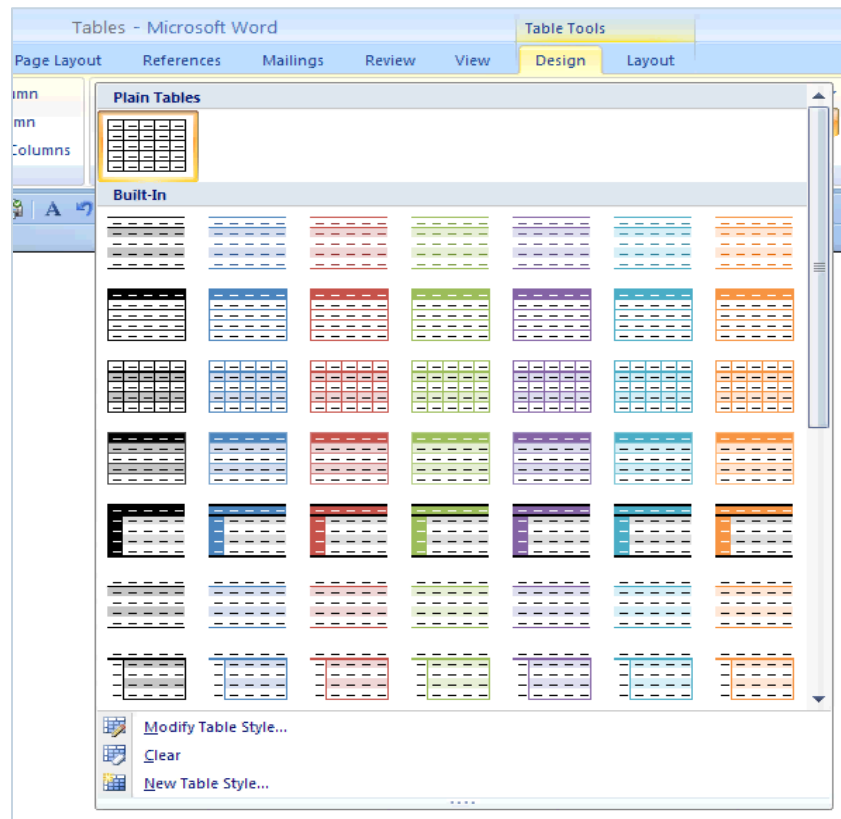 Tables - Microsoft Word Table Tools
Page Layout References Mailings Review View Design Layout
umn
mn
Columns
Plain Tables
Built-In
A
Modify Table Style...
Clear
New Table Style...